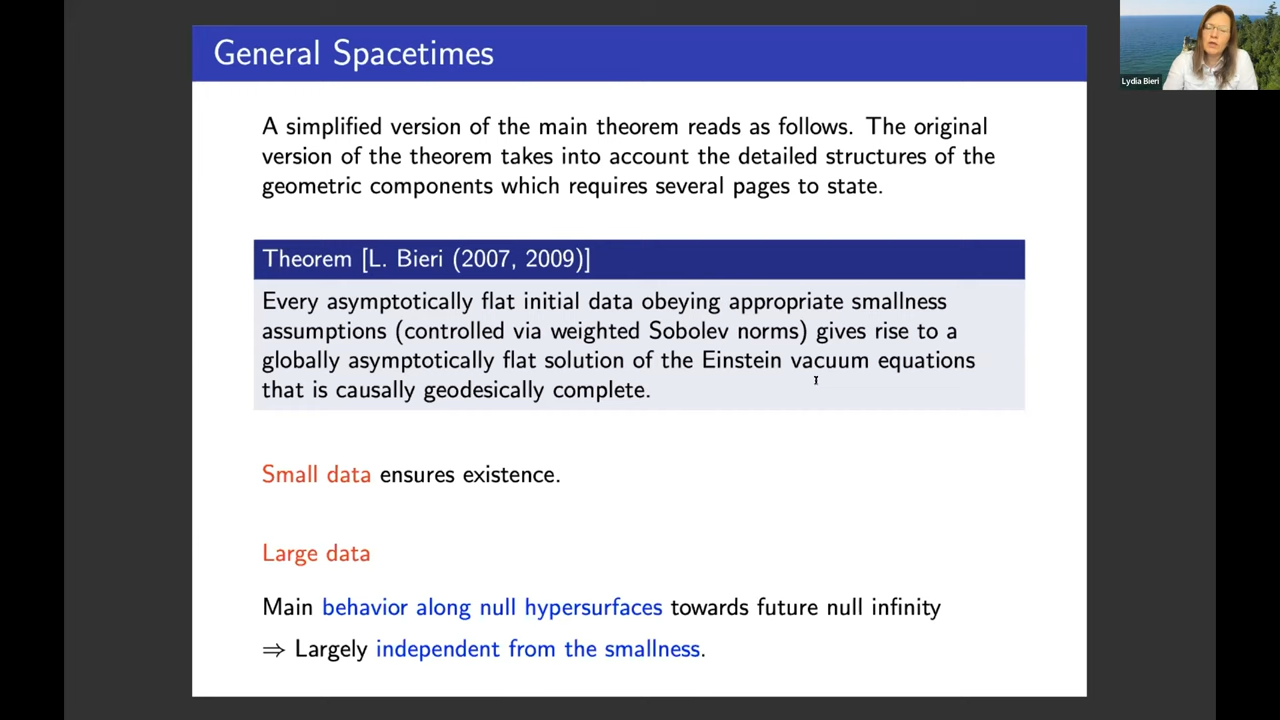 General Spacetimes
Lydia Bieri
A simplified version of the main theorem reads as follows. The original
version of the theorem takes into account the detailed structures of the
geometric components which requires several pages to state.
Theorem [L. Bieri (2007, 2009)]
Every asymptotically flat initial data obeying appropriate smallness
assumptions (controlled via weighted Sobolev norms) gives rise to a
globally asymptotically flat solution of the Einstein vacuum equations
that is causally geodesically complete.
Small data ensures existence.
Large data
Main behavior along null hypersurfaces towards future null infinity
⇒ Largely independent from the smallness.